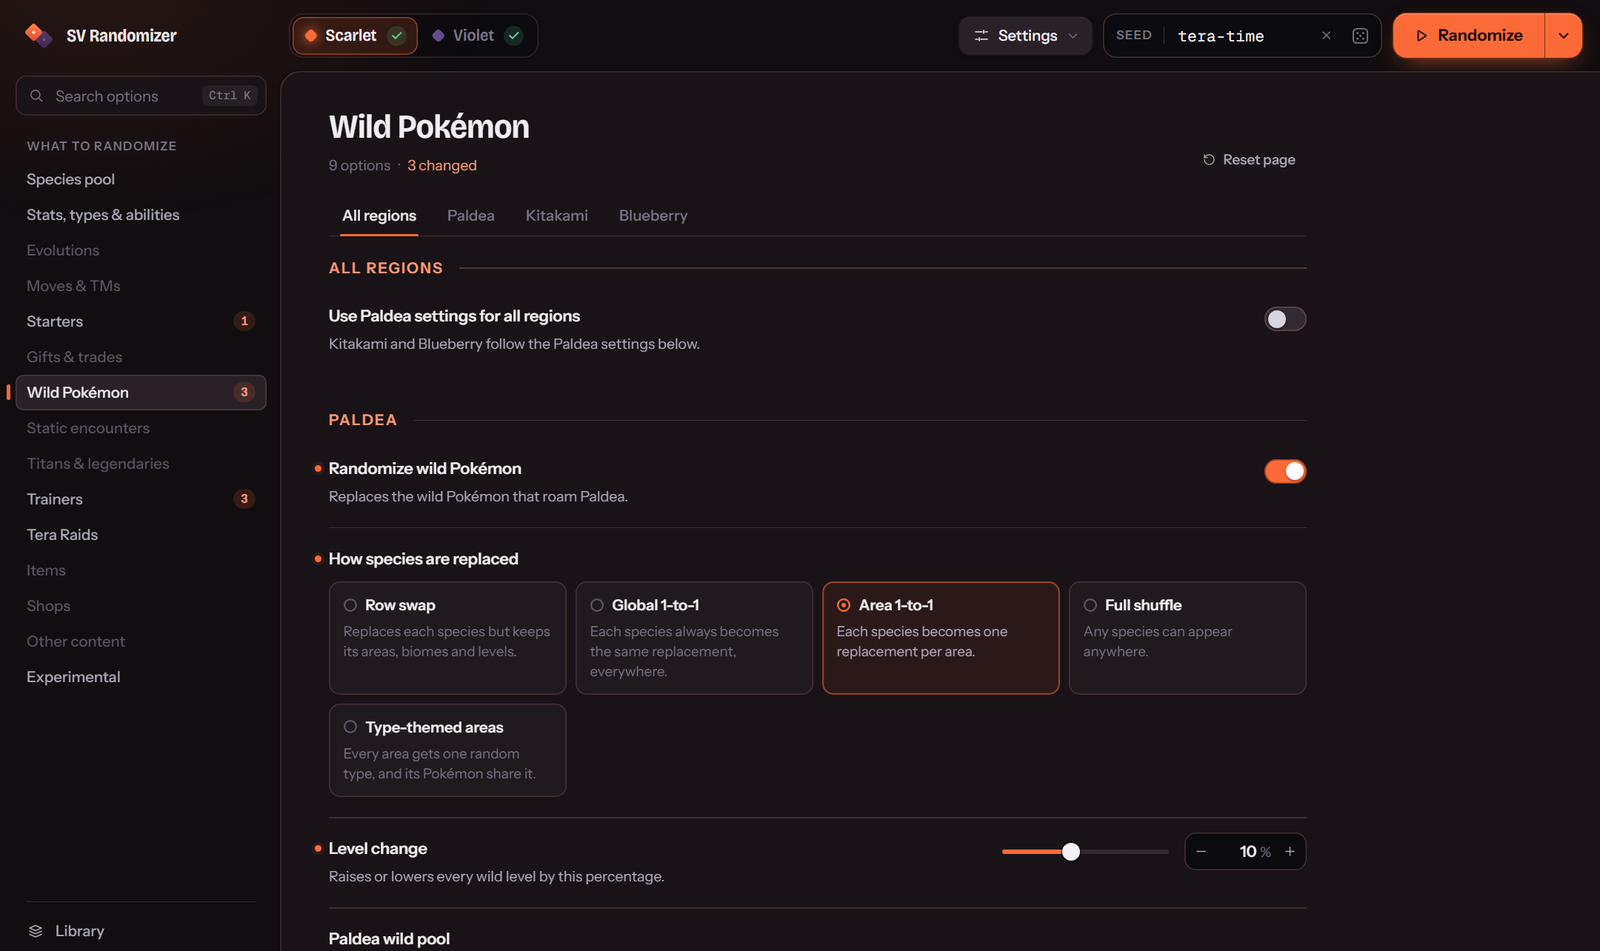 SV Randomizer
Scarlet
Violet
Settings
SEED
tera-time
Randomize
Search options
Ctrl K
WHAT TO RANDOMIZE
Species pool
Stats, types & abilities
Evolutions
Moves & TMs
Starters
1
Gifts & trades
Wild Pokémon
3
Static encounters
Titans & legendaries
Trainers
3
Tera Raids
Items
Shops
Other content
Experimental
Library
Wild Pokémon
9 options · 3 changed
Reset page
All regions
Paldea
Kitakami
Blueberry
ALL REGIONS
Use Paldea settings for all regions
Kitakami and Blueberry follow the Paldea settings below.
PALDEA
Randomize wild Pokémon
Replaces the wild Pokémon that roam Paldea.
How species are replaced
Row swap
Replaces each species but keeps
its areas, biomes and levels.
Global 1-to-1
Each species always becomes
the same replacement,
everywhere.
Area 1-to-1
Each species becomes one
replacement per area.
Full shuffle
Any species can appear
anywhere.
Type-themed areas
Every area gets one random
type, and its Pokémon share it.
Level change
Raises or lowers every wild level by this percentage.
− 10 % +
Paldea wild pool